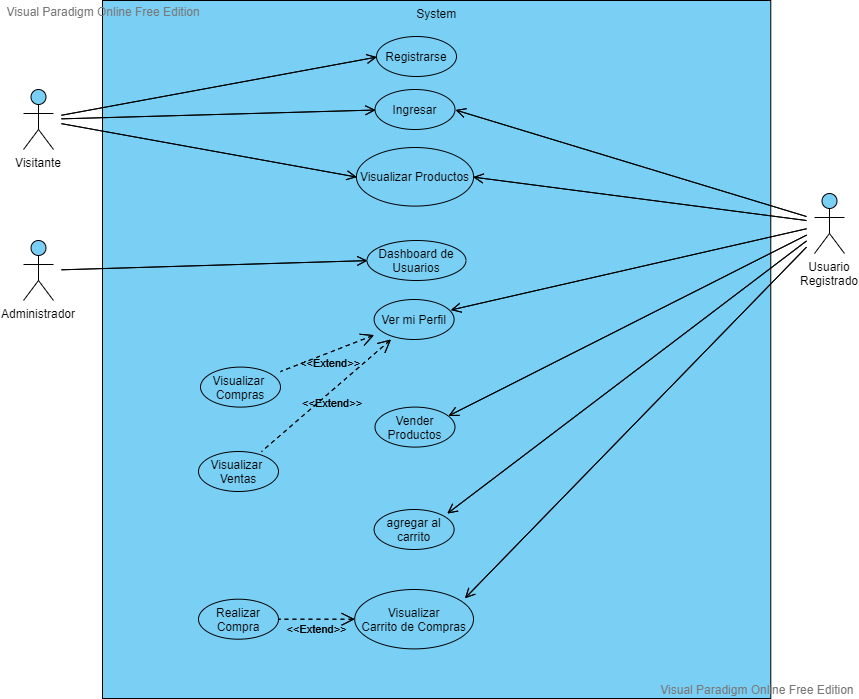 Visual Paradigm Online Free Edition
System
Registrarse
Ingresar
Visitante
Visualizar Productos
Dashboard de
Usuarios
Usuario
Registrado
Administrador
Ver mi Perfil
<<Extend>>
Visualizar
Compras
<<Extend>>
Vender
Productos
Visualizar
Ventas
agregar al
carrito
Realizar
Compra
<<Extend>>
Visualizar
Carrito de Compras
Visual Paradigm Online Free Edition